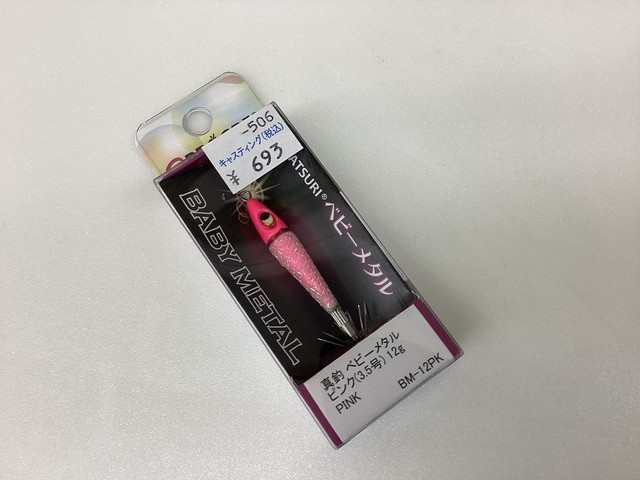 -506
キャスティング(税込)
¥693
ATSURI®
ベビーメタル
BABY METAL
真釣 ベビーメタル
ピンク(3.5号) 12g
PINK BM-12PK